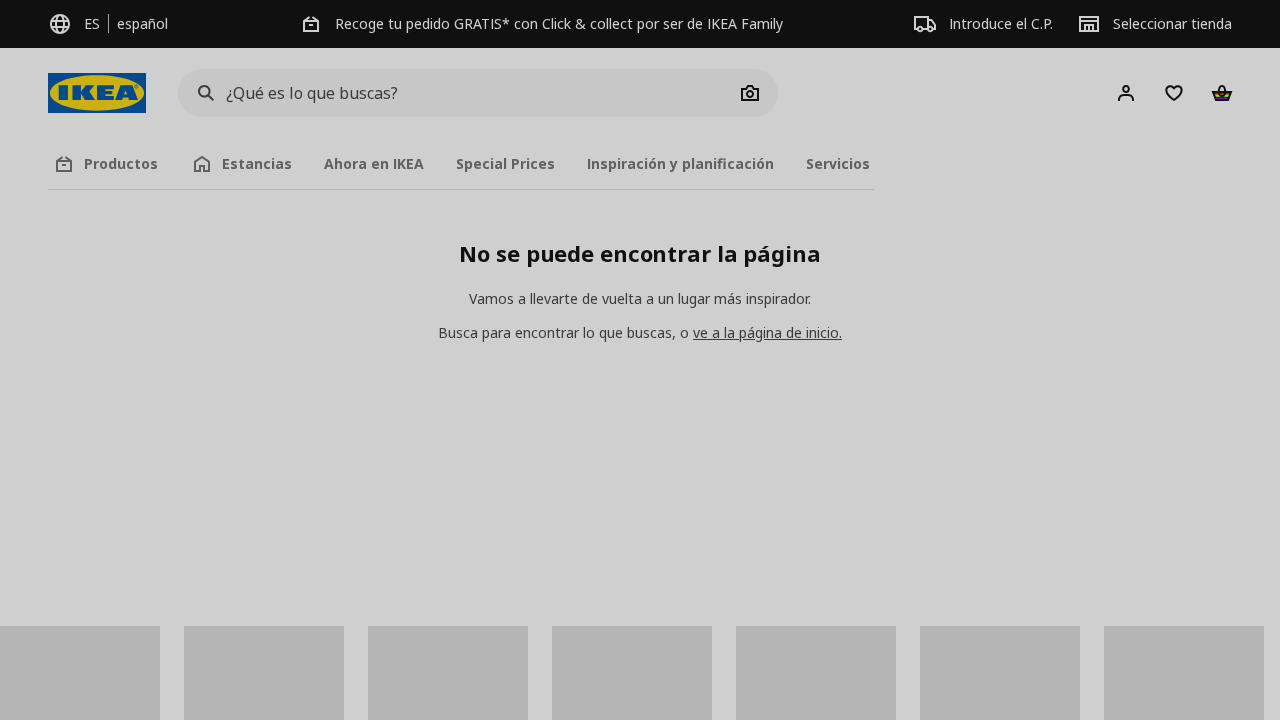 ES
español
Recoge tu pedido GRATIS* con Click & collect por ser de IKEA Family
Introduce el C.P.
Seleccionar tienda
IKEA
¿Qué es lo que buscas?
Productos
Estancias
Ahora en IKEA
Special Prices
Inspiración y planificación
Servicios
No se puede encontrar la página
Vamos a llevarte de vuelta a un lugar más inspirador.
Busca para encontrar lo que buscas, o ve a la página de inicio.